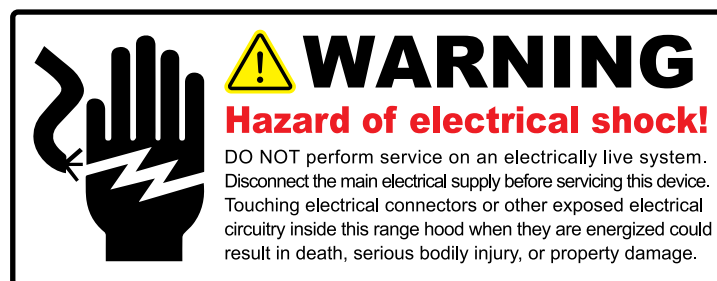 WARNING
Hazard of electrical shock!
DO NOT perform service on an electrically live system.
Disconnect the main electrical supply before servicing this device.
Touching electrical connectors or other exposed electrical
circuitry inside this range hood when they are energized could
result in death, serious bodily injury, or property damage.